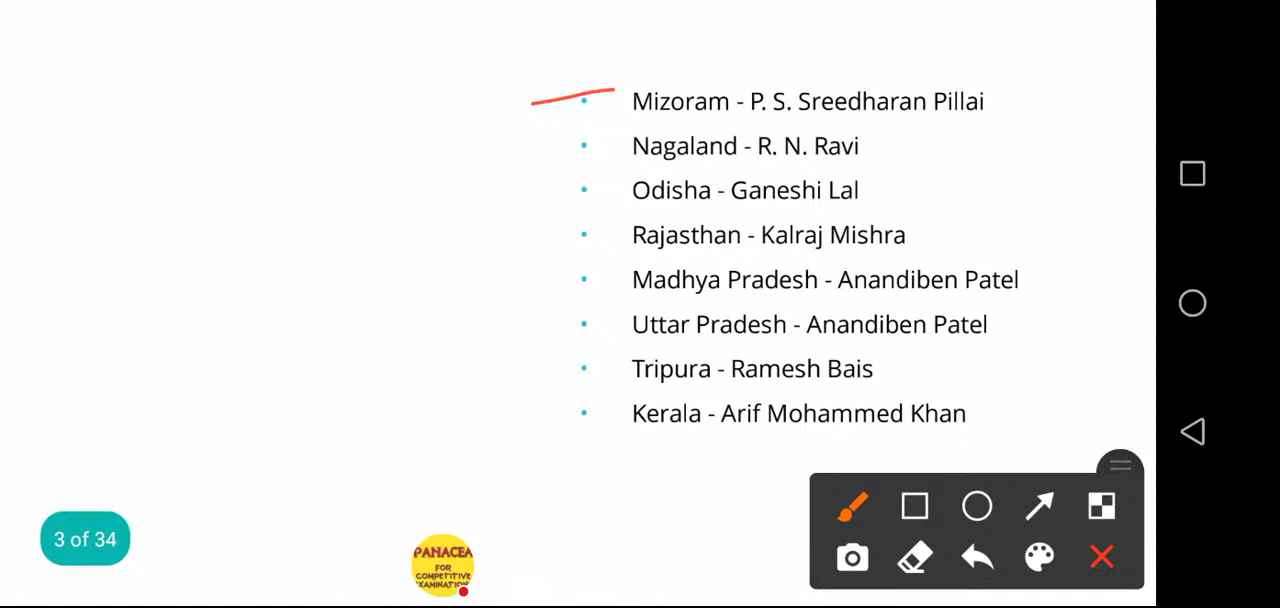 Mizoram - P. S. Sreedharan Pillai
Nagaland - R. N. Ravi
Odisha - Ganeshi Lal
Rajasthan - Kalraj Mishra
Madhya Pradesh - Anandiben Patel
Uttar Pradesh - Anandiben Patel
Tripura - Ramesh Bais
Kerala - Arif Mohammed Khan
3 of 34
PANACEA
FOR
COMPETITIVE
EXAMINATION